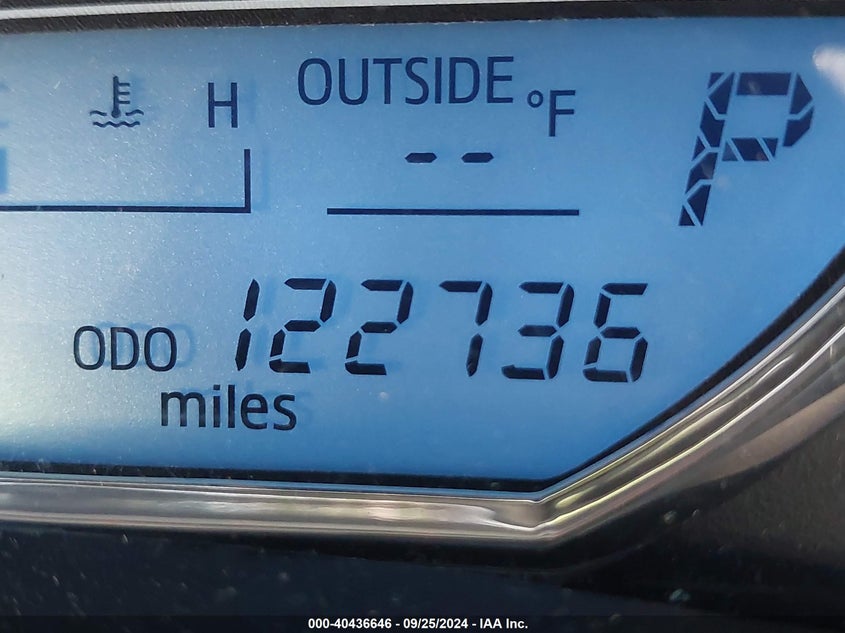 H
OUTSIDE °F
--
P
ODO 122736
miles
000-40436646 - 09/25/2024 - IAA Inc.